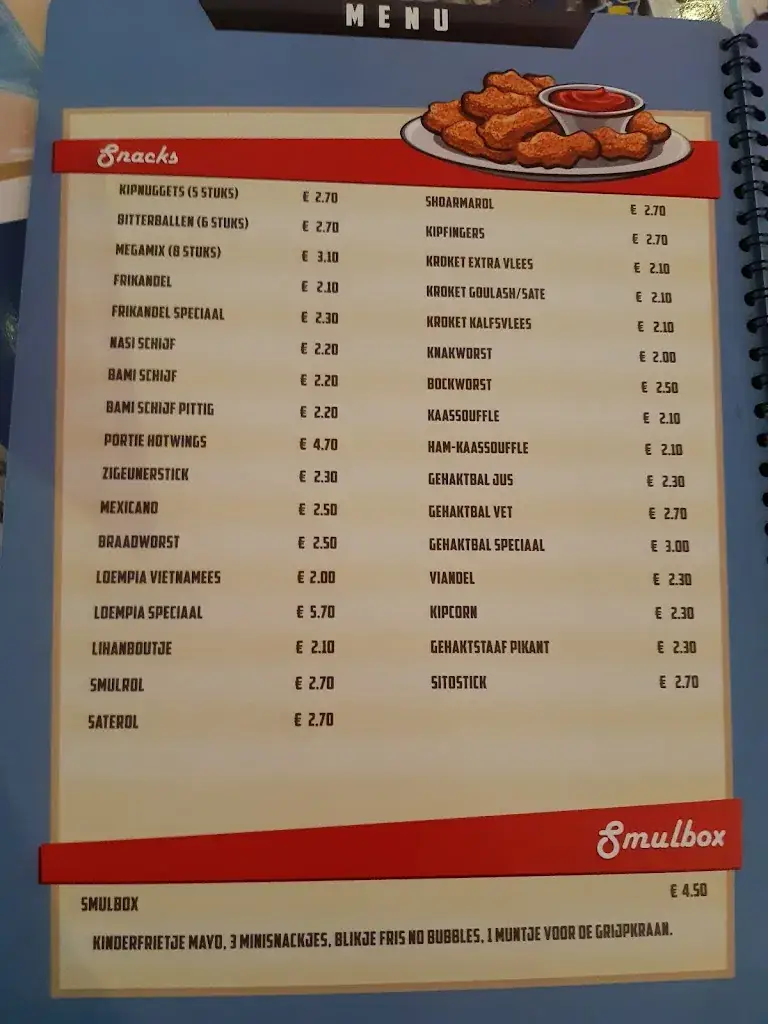 MENU
Snacks
KIPNUGGETS (5 STUKS) € 2.70
BITTERBALLEN (6 STUKS) € 2.70
MEGAMIX (8 STUKS) € 3.10
FRIKANDEL € 2.10
FRIKANDEL SPECIAAL € 2.30
NASI SCHIJF € 2.20
BAMI SCHIJF € 2.20
BAMI SCHIJF PITTIG € 2.20
PORTIE HOTWINGS € 4.70
ZIGEUNERSTICK € 2.30
MEXICANO € 2.50
BRAADWORST € 2.50
LOEMPIA VIETNAMEES € 2.00
LOEMPIA SPECIAAL € 5.70
LIHANBOUTJE € 2.10
SMULROL € 2.70
SATEROL € 2.70
SHOARMAROL € 2.70
KIPFINGERS € 2.70
KROKET EXTRA VLEES € 2.10
KROKET GOULASH/SATE € 2.10
KROKET KALFSVLEES € 2.10
KNAKWORST € 2.00
BOCKWORST € 2.50
KAASSOUFFLE € 2.10
HAM-KAASSOUFFLE € 2.10
GEHAKTBAL JUS € 2.30
GEHAKTBAL VET € 2.70
GEHAKTBAL SPECIAAL € 3.00
VIANDEL € 2.30
KIPCORN € 2.30
GEHAKTSTAAF PIKANT € 2.30
SITOSTICK € 2.70
Smulbox
SMULBOX € 4.50
KINDERFRIETJE MAYO, 3 MINISNACKJES, BLIKJE FRIS NO BUBBLES, 1 MUNTJE VOOR DE GRIJPKRAAN.